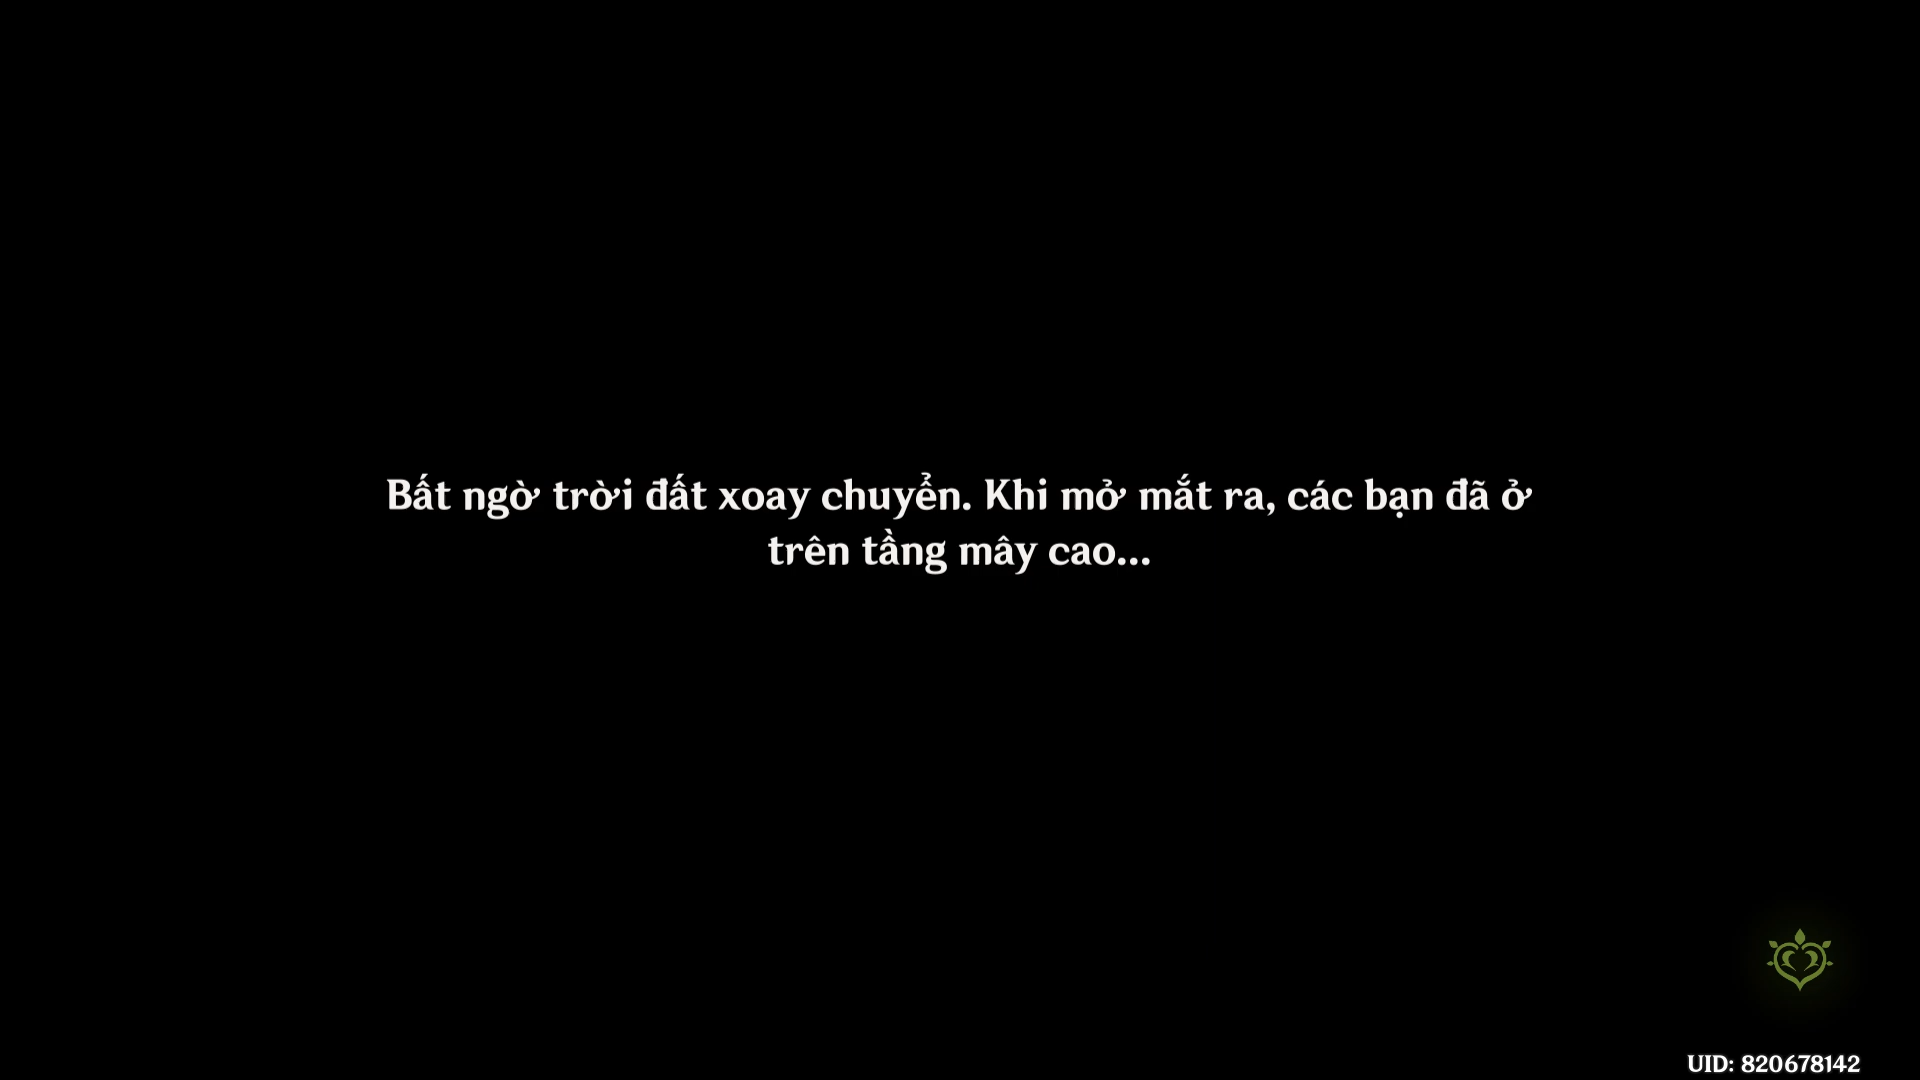 Bất ngờ trời đất xoay chuyển. Khi mở mắt ra, các bạn đã ở
trên tầng mây cao...
UID: 820678142